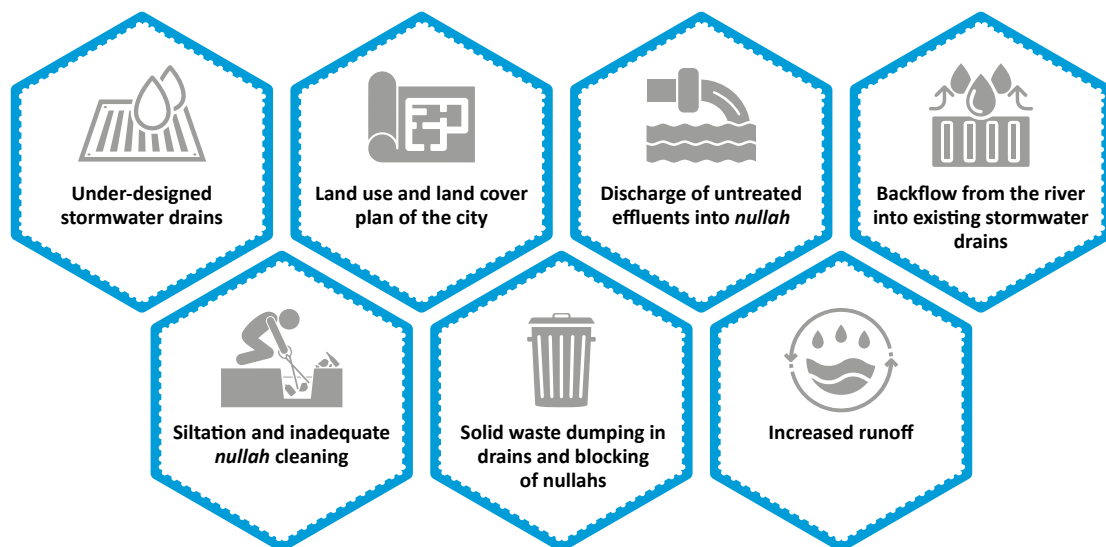 Under-designed
stormwater drains
Land use and land cover
plan of the city
Discharge of untreated
effluents into nullah
Backflow from the river
into existing stormwater
drains
Siltation and inadequate
nullah cleaning
Solid waste dumping in
drains and blocking
of nullahs
Increased runoff